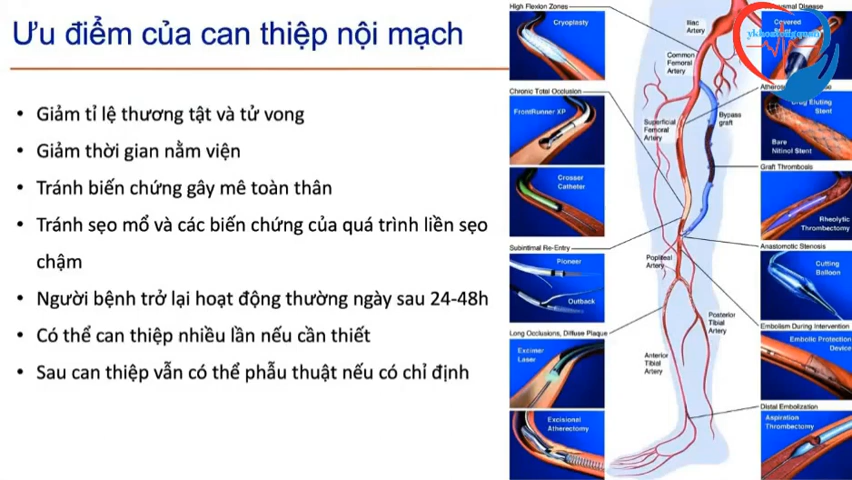 Ưu điểm của can thiệp nội mạch
• Giảm tỉ lệ thương tật và tử vong
• Giảm thời gian nằm viện
• Tránh biến chứng gây mê toàn thân
• Tránh sẹo mổ và các biến chứng của quá trình liền sẹo
chậm
• Người bệnh trở lại hoạt động thường ngày sau 24-48h
• Có thể can thiệp nhiều lần nếu cần thiết
• Sau can thiệp vẫn có thể phẫu thuật nếu có chỉ định
High Flexion Zones
Cryoplasty
Chronic Total Occlusion
FrontRunner XP
Crosser
Catheter
Subintimal Re-Entry
Pioneer
Outback
Long Occlusions, Diffuse Plaque
Excimer
Laser
Excisional
Atherectomy
Iliac
Artery
Common
Femoral
Artery
Superficial
Femoral
Artery
Bypass
graft
Popliteal
Artery
Posterior
Tibial
Artery
Anterior
Tibial
Artery
Disease
Covered
ykhoatongquan
Drug Eluting
Stent
Bare
Nitinol Stent
Graft Thrombosis
Rheolytic
Thrombectomy
Anastomotic Stenosis
Cutting
Balloon
Embolism During Intervention
Embolic Protection
Device
Distal Embolization
Aspiration
Thrombectomy